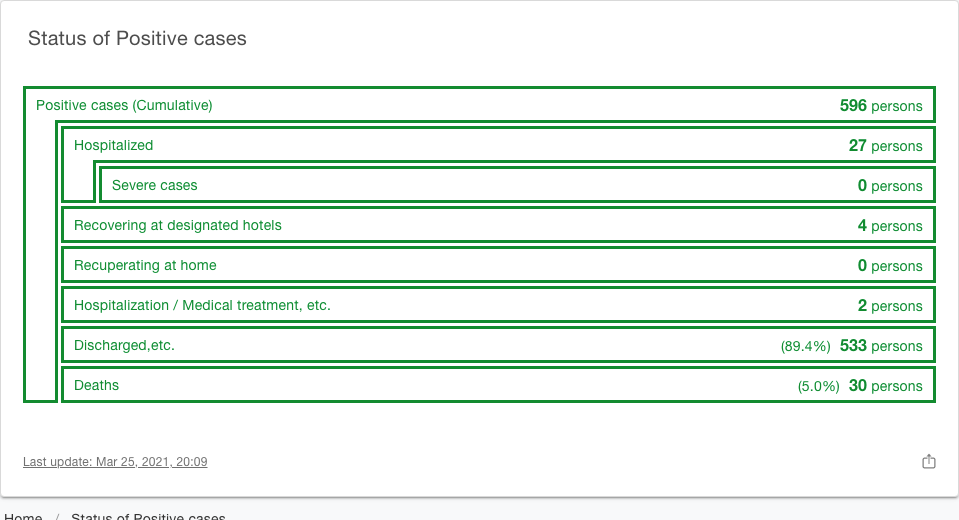 Status of Positive cases
Positive cases (Cumulative) 596 persons
Hospitalized 27 persons
Severe cases 0 persons
Recovering at designated hotels 4 persons
Recuperating at home 0 persons
Hospitalization / Medical treatment, etc. 2 persons
Discharged,etc. (89.4%) 533 persons
Deaths (5.0%) 30 persons
Last update: Mar 25, 2021, 20:09
Home / Status of Positive cases